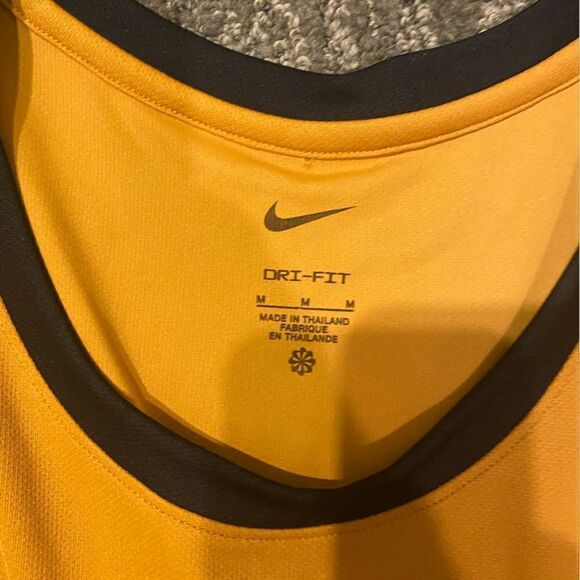 DRI-FIT
M M M
MADE IN THAILAND
FABRIQUE
EN THAILANDE